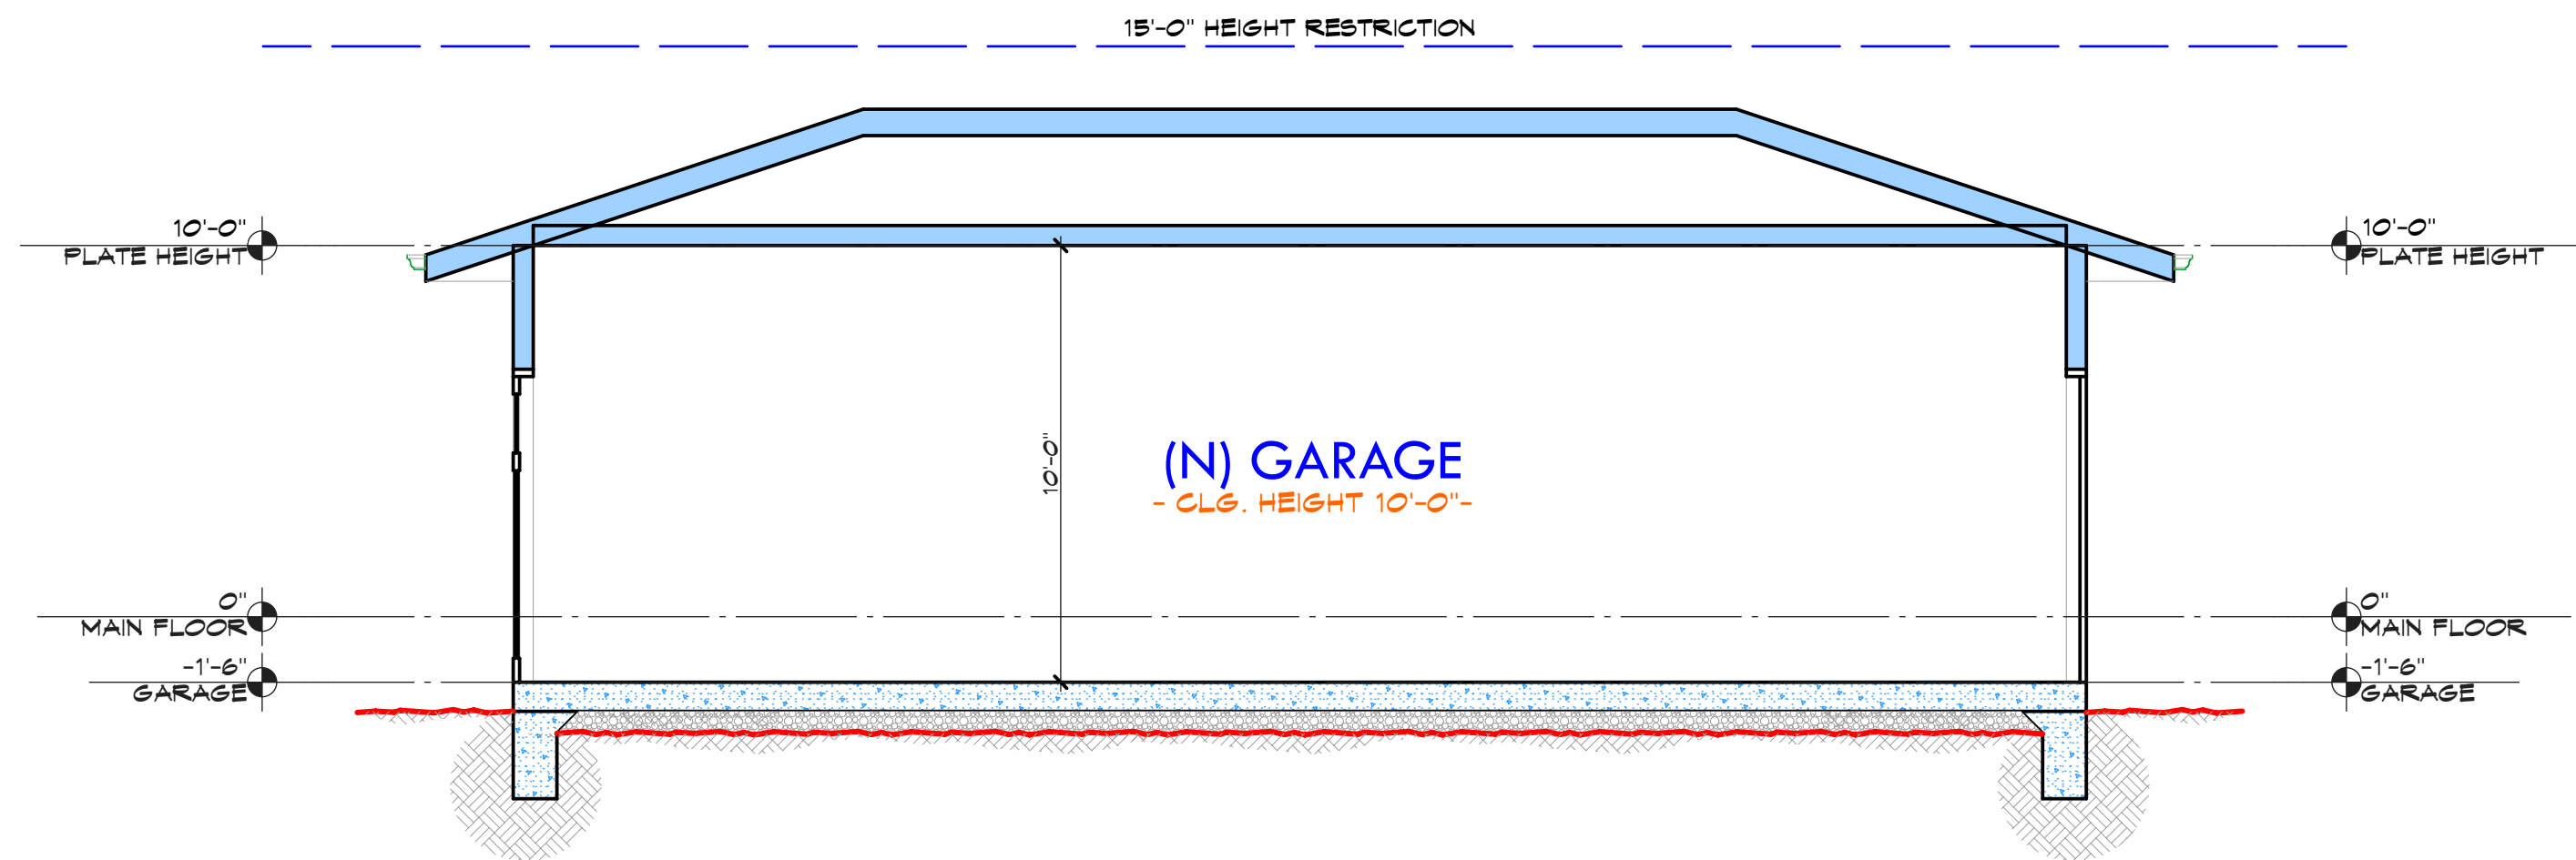 15'-0" HEIGHT RESTRICTION
10'-0"
PLATE HEIGHT
10'-0"
PLATE HEIGHT
10'-0"
(N) GARAGE
- CLG. HEIGHT 10'-0"-
0"
MAIN FLOOR
0"
MAIN FLOOR
-1'-6"
GARAGE
-1'-6"
GARAGE